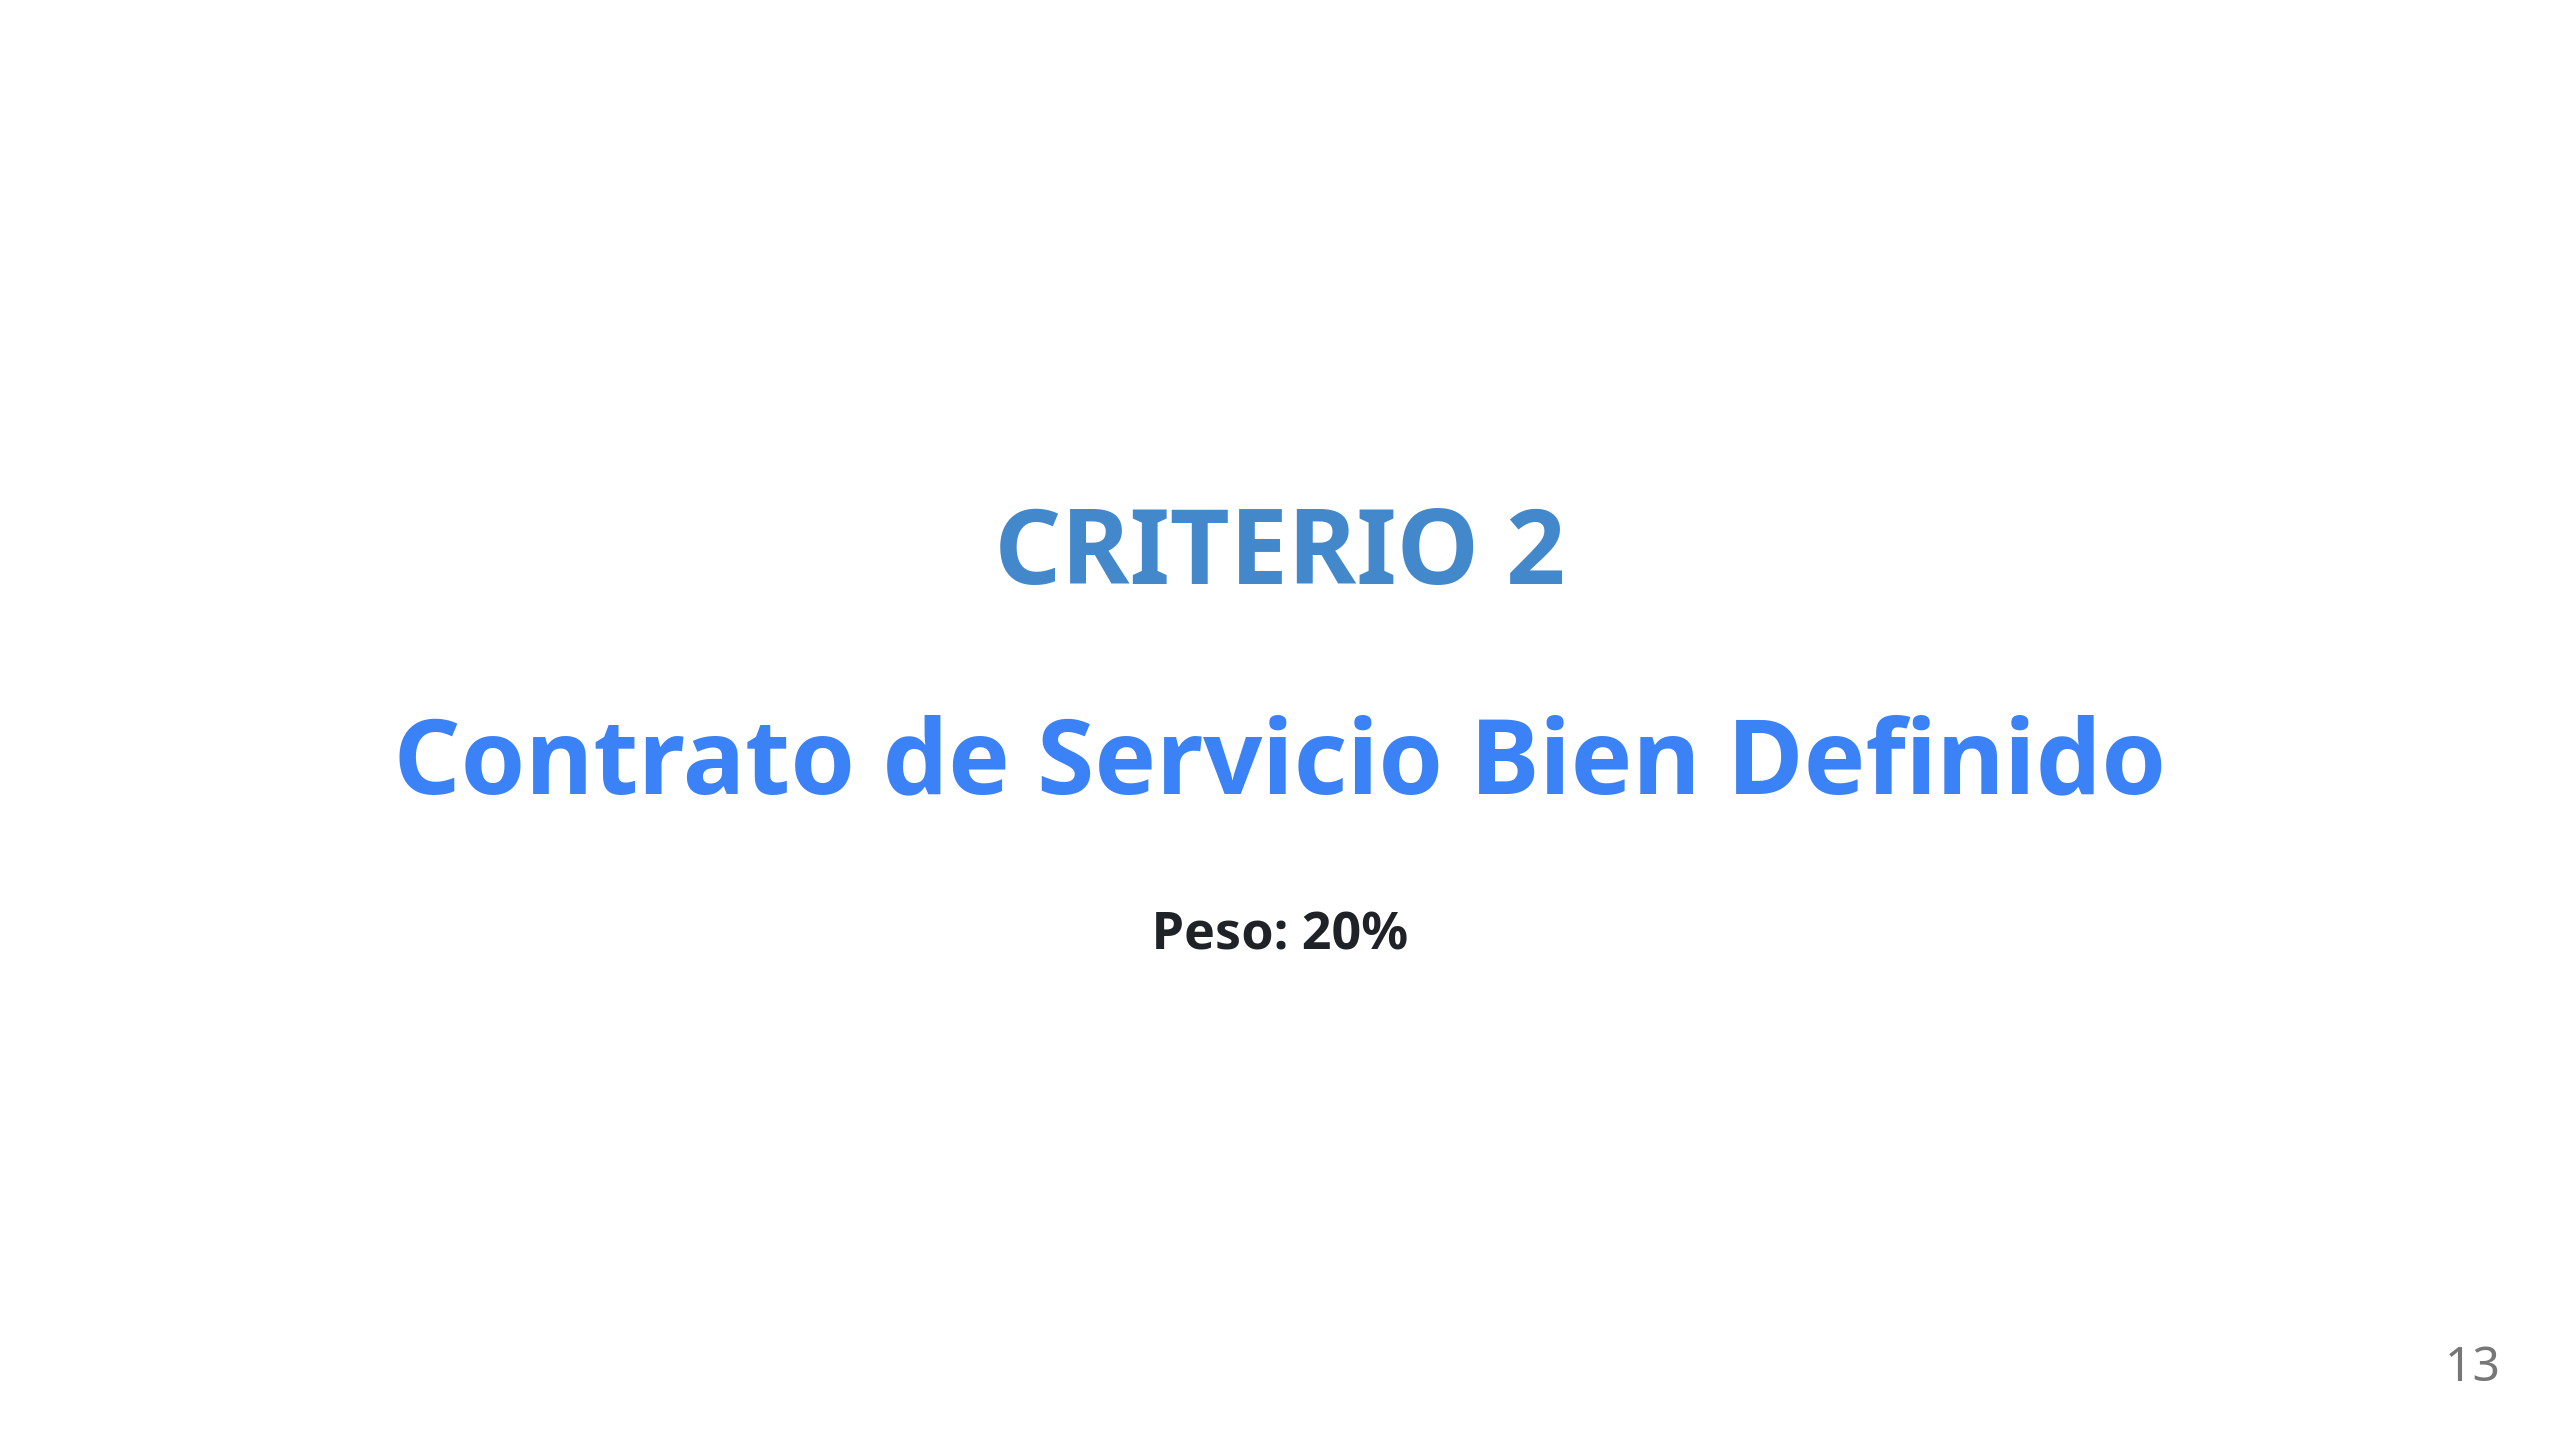 CRITERIO 2
Contrato de Servicio Bien Definido
Peso: 20%
13